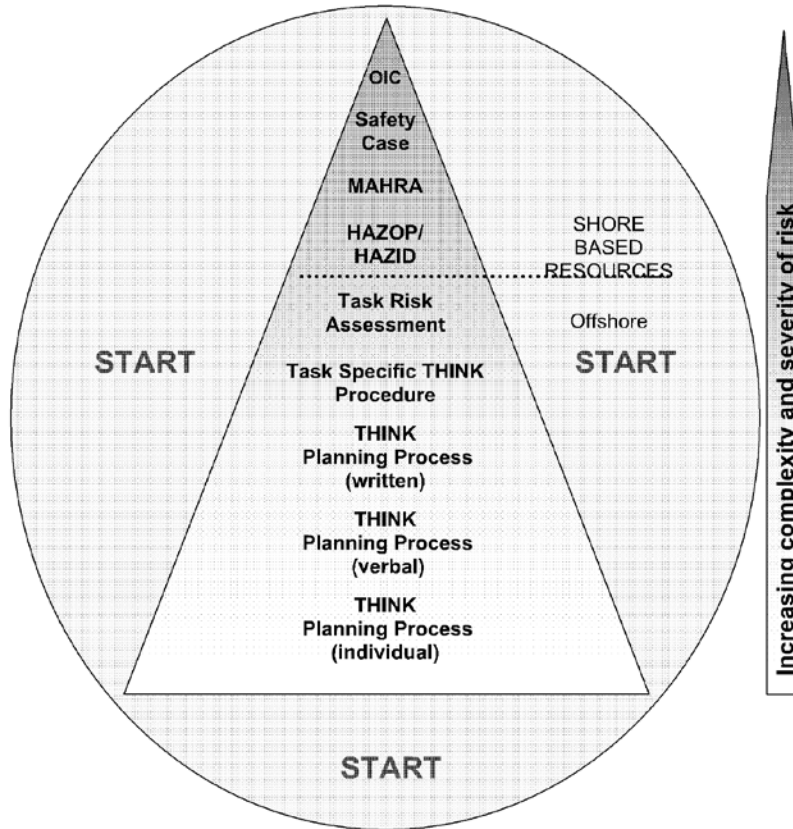 OIC
Safety
Case
MAHRA
HAZOP/
HAZID
SHORE
BASED
RESOURCES
Task Risk
Assessment
Offshore
START
START
Task Specific THINK
Procedure
THINK
Planning Process
(written)
THINK
Planning Process
(verbal)
THINK
Planning Process
(individual)
START
Increasing complexity and severity of risk